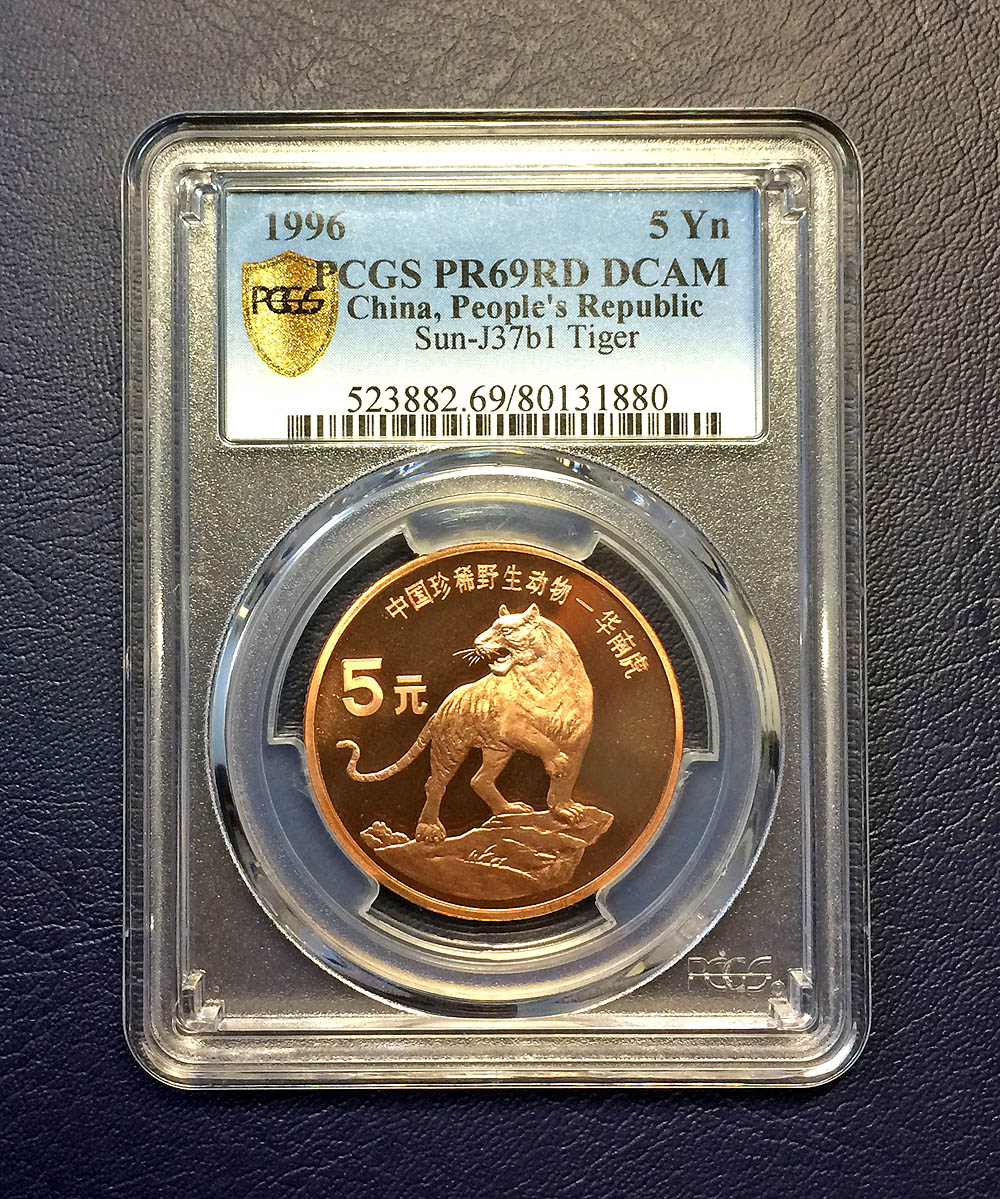 1996 5 Yn
PCGS PR69RD DCAM
PCGS
China, People's Republic
Sun-J37b1 Tiger
523882.69/80131880
中国珍稀野生动物—华南虎
5元
PCGS